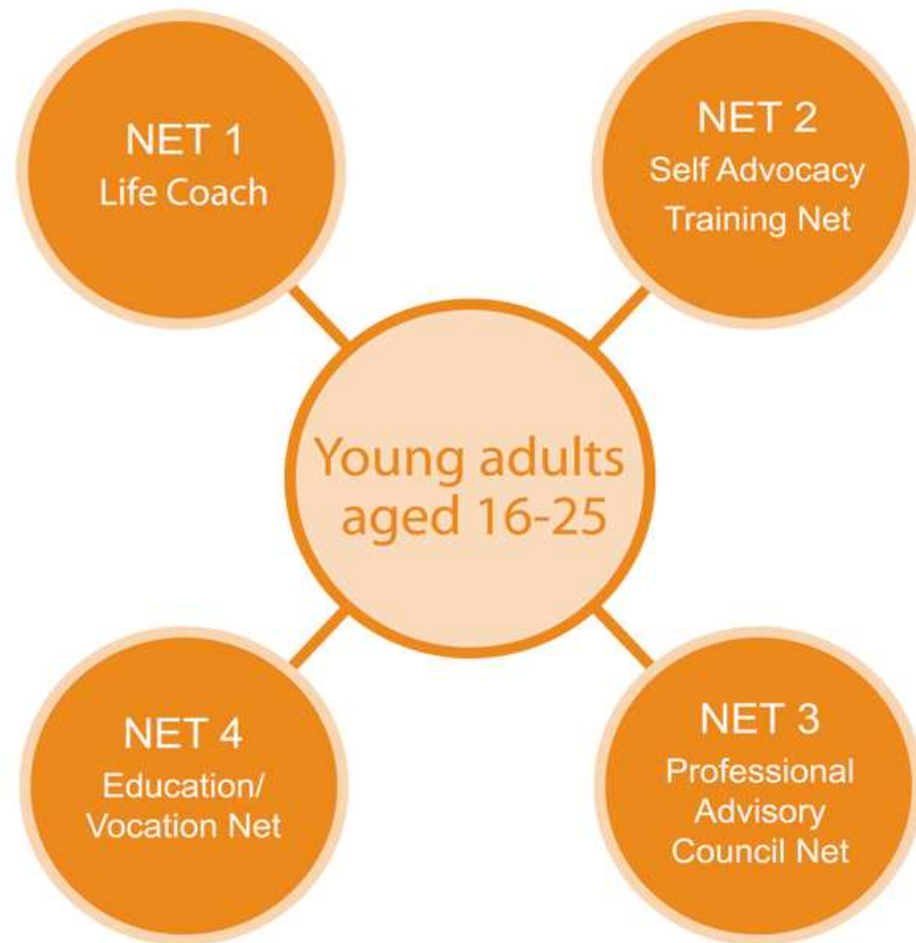 NET 1
Life Coach
NET 2
Self Advocacy
Training Net
Young adults
aged 16-25
NET 4
Education/
Vocation Net
NET 3
Professional
Advisory
Council Net